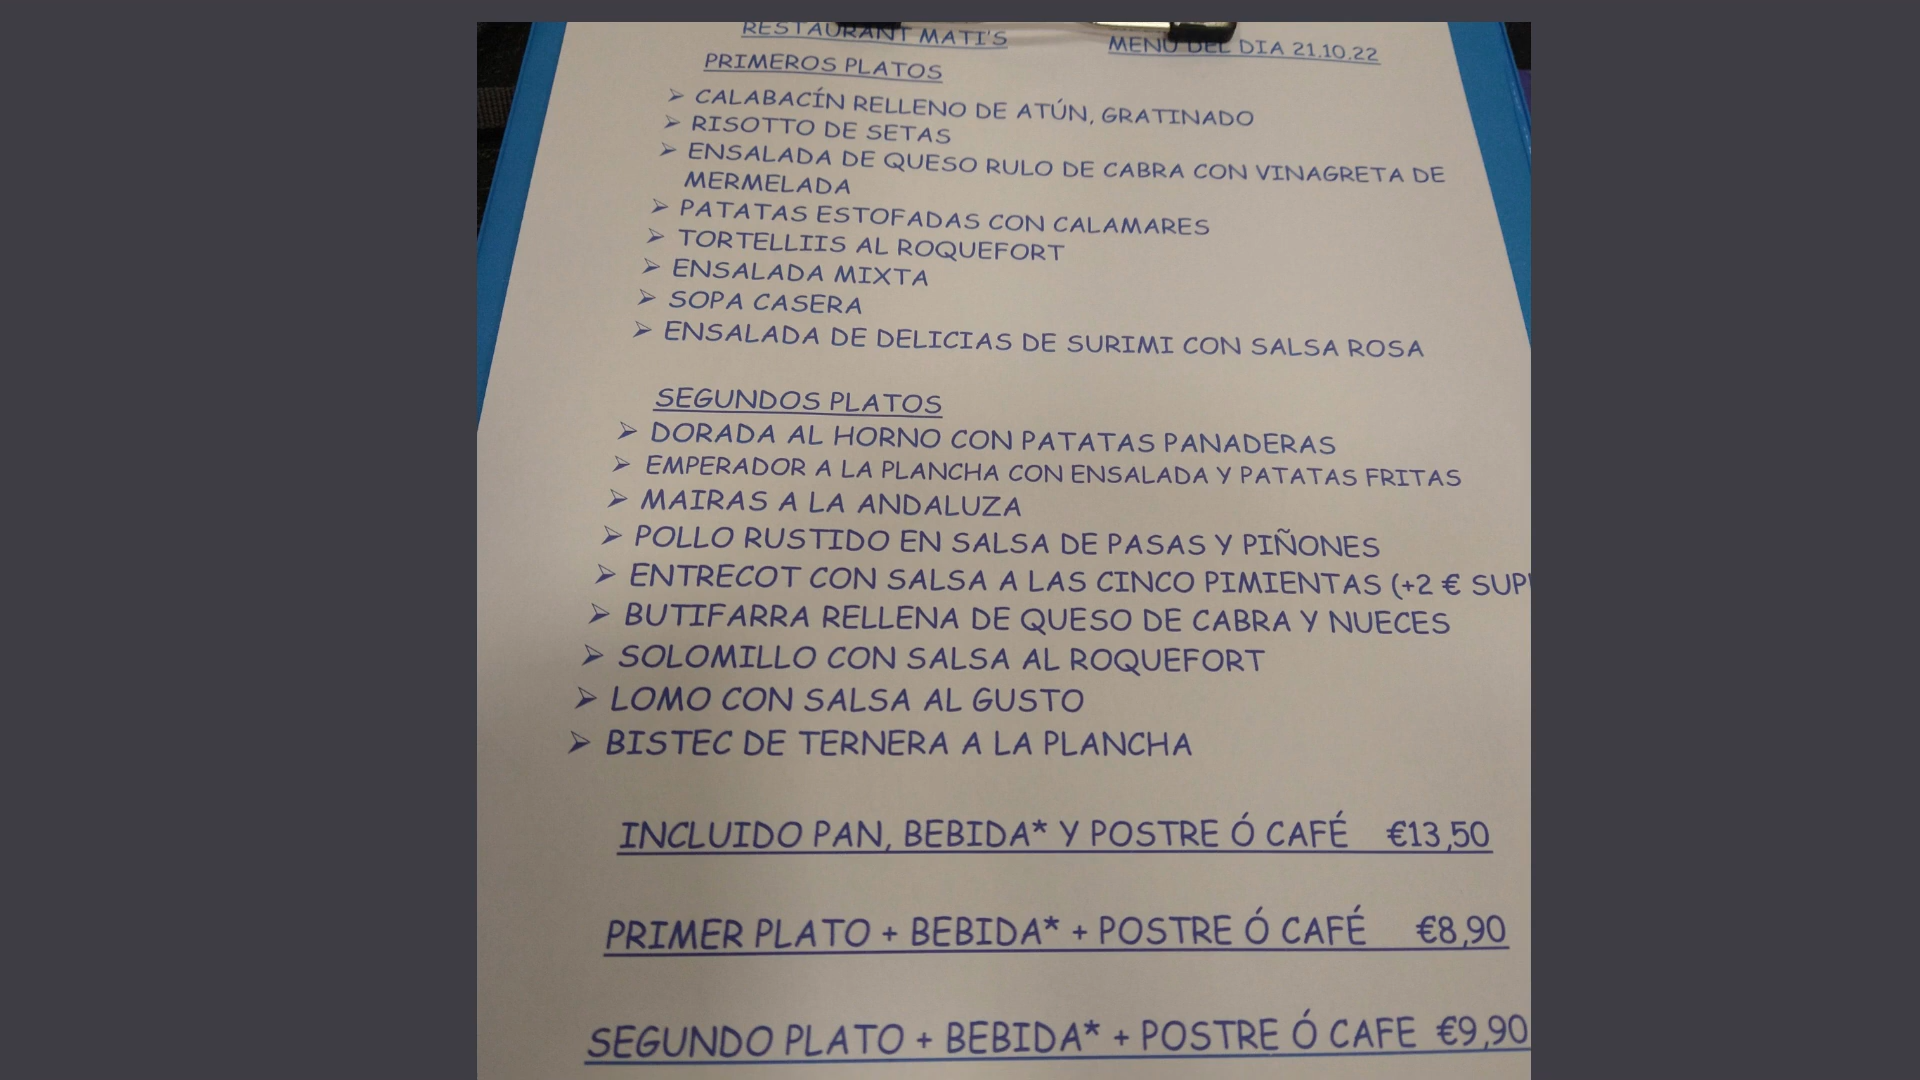 RESTAURANT MATI'S MENÚ DEL DIA 21.10.22
PRIMEROS PLATOS
➢ CALABACÍN RELLENO DE ATÚN, GRATINADO
➢ RISOTTO DE SETAS
➢ ENSALADA DE QUESO RULO DE CABRA CON VINAGRETA DE
MERMELADA
➢ PATATAS ESTOFADAS CON CALAMARES
➢ TORTELLIIS AL ROQUEFORT
➢ ENSALADA MIXTA
➢ SOPA CASERA
➢ ENSALADA DE DELICIAS DE SURIMI CON SALSA ROSA
SEGUNDOS PLATOS
➢ DORADA AL HORNO CON PATATAS PANADERAS
➢ EMPERADOR A LA PLANCHA CON ENSALADA Y PATATAS FRITAS
➢ MAIRAS A LA ANDALUZA
➢ POLLO RUSTIDO EN SALSA DE PASAS Y PIÑONES
➢ ENTRECOT CON SALSA A LAS CINCO PIMIENTAS (+2 € SUP
➢ BUTIFARRA RELLENA DE QUESO DE CABRA Y NUECES
➢ SOLOMILLO CON SALSA AL ROQUEFORT
➢ LOMO CON SALSA AL GUSTO
➢ BISTEC DE TERNERA A LA PLANCHA
INCLUIDO PAN, BEBIDA* Y POSTRE Ó CAFÉ €13,50
PRIMER PLATO + BEBIDA* + POSTRE Ó CAFÉ €8,90
SEGUNDO PLATO + BEBIDA* + POSTRE Ó CAFE €9,90